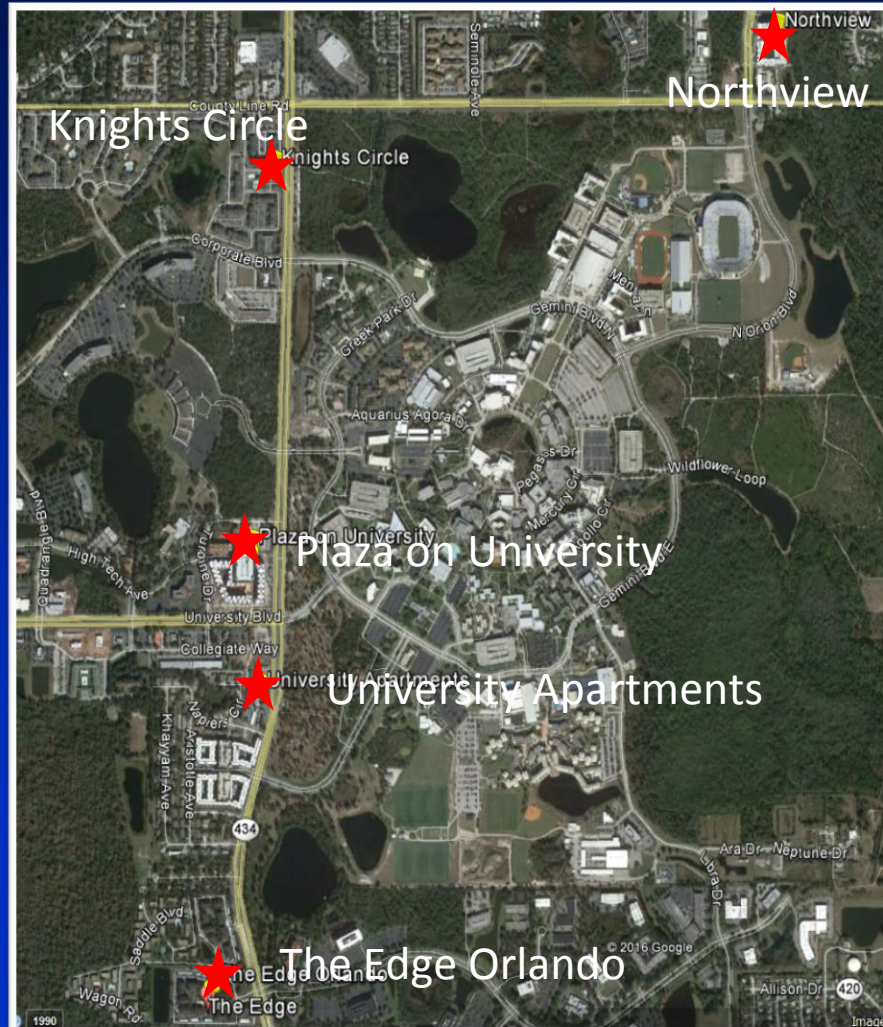 Northview
Seminole Ave
Northview
County Line Rd
Knights Circle
Knights Circle
Corporate Blvd
Greek Park Dr
Gemini Blvd N
N Orion Blvd
Aquarius Agora Dr
Pegasus Dr
Mercury Cir
Apollo Cir
Wildflower Loop
Quadrangle Blvd
High Tech Ave
Plaza on University
Plaza on University
Gemini Blvd E
University Blvd
Collegiate Way
University Apartments
University Apartments
Khayyam Ave
Aristotle Ave
434
Ara Dr
Neptune Dr
Libra Dr
Saddle Blvd
© 2016 Google
The Edge Orlando
The Edge Orlando
Wagon Rd
The Edge
Allison Dr
420
1990
Image